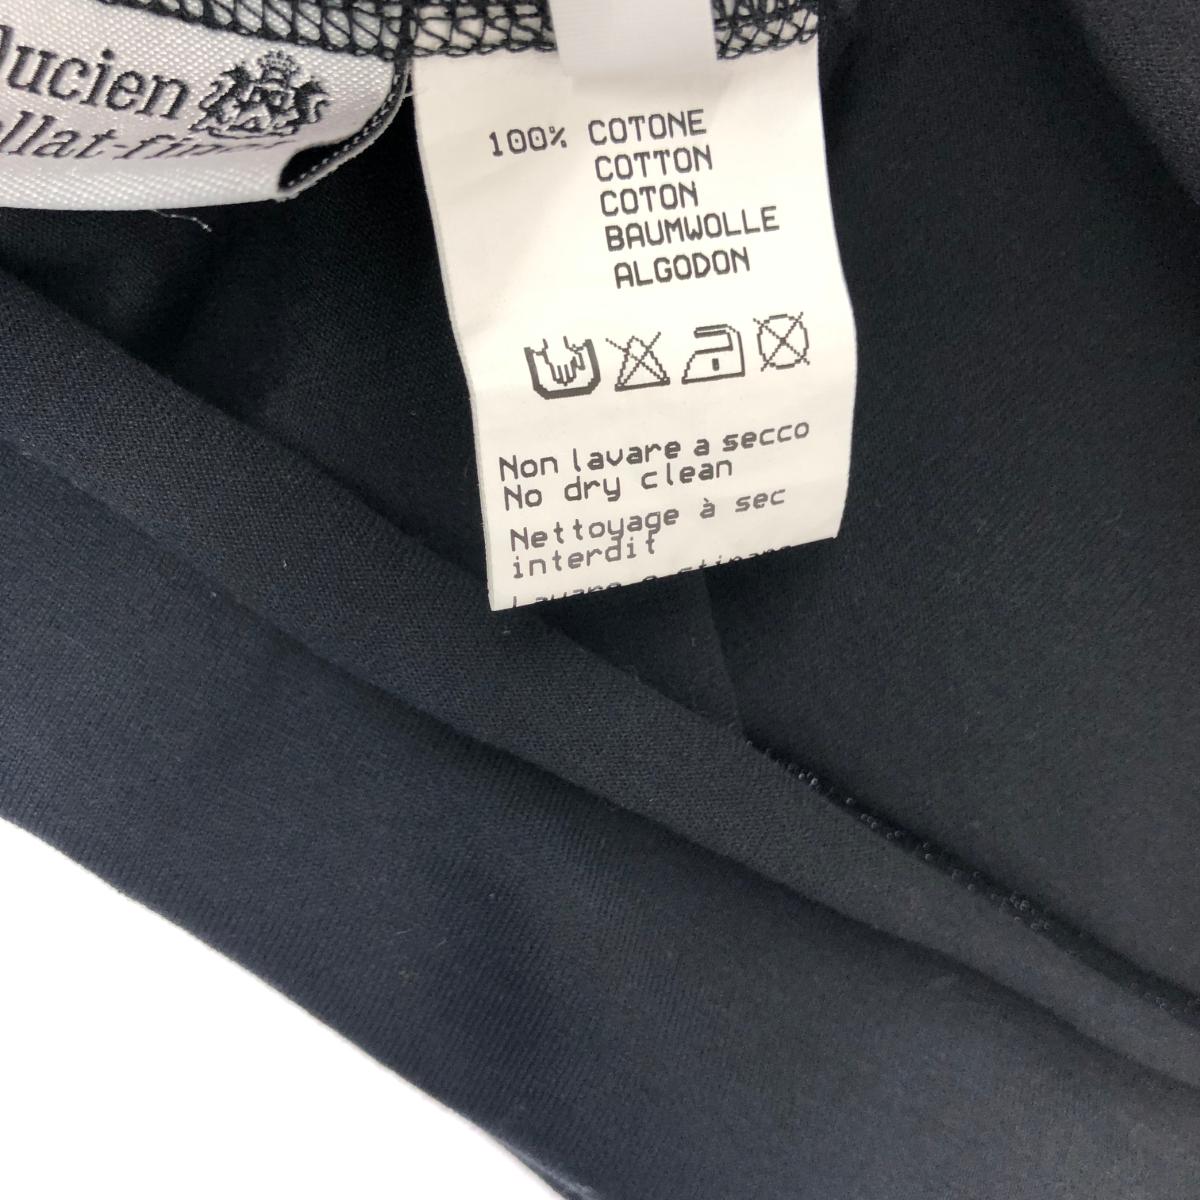 lucien
100% COTONE
COTTON
COTON
BAUMWOLLE
ALGODON
Non lavare a secco
No dry clean
Nettoyage à sec
interdit